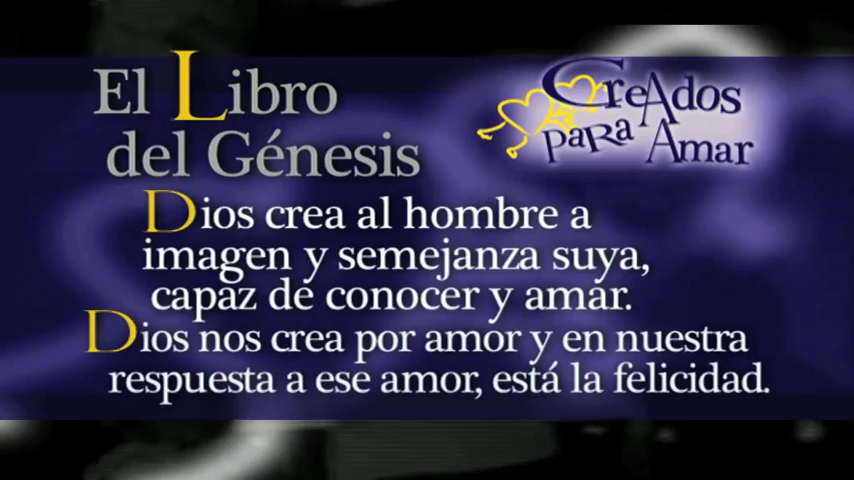 El Libro
del Génesis
CreAdos
paRa Amar
Dios crea al hombre a
imagen y semejanza suya,
capaz de conocer y amar.
Dios nos crea por amor y en nuestra
respuesta a ese amor, está la felicidad.